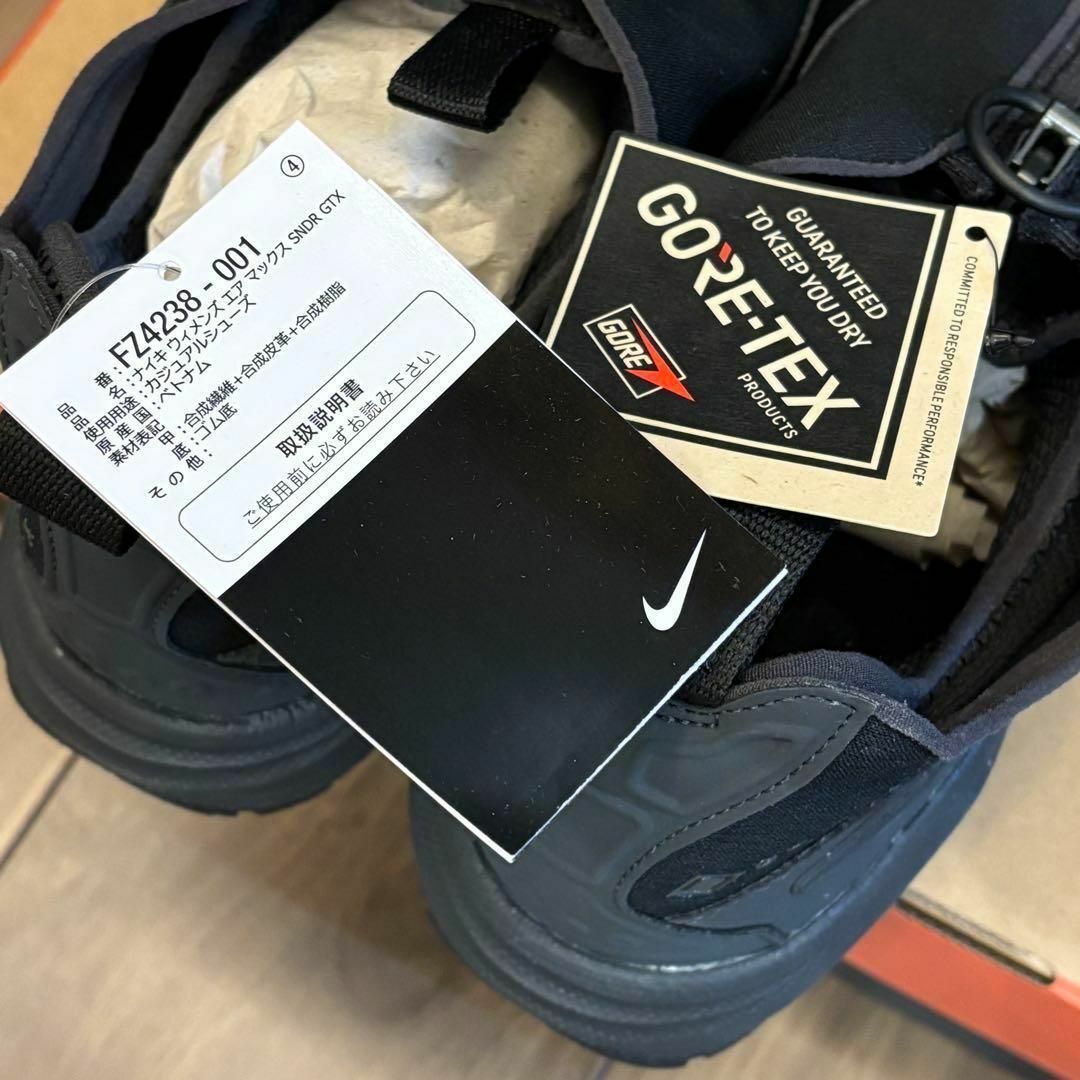 ④
品 番：FZ4238 - 001
品 名：ナイキ ウィメンズ エア マックス SNDR GTX
使用用途：カジュアルシューズ
原 産 国：ベトナム
素材表記 甲：合成繊維＋合成皮革＋合成樹脂
底：ゴム底
その他：
取扱説明書
ご使用前に必ずお読み下さい
GUARANTEED
TO KEEP YOU DRY
GORE-TEX
PRODUCTS
GORE
COMMITTED TO RESPONSIBLE PERFORMANCE*